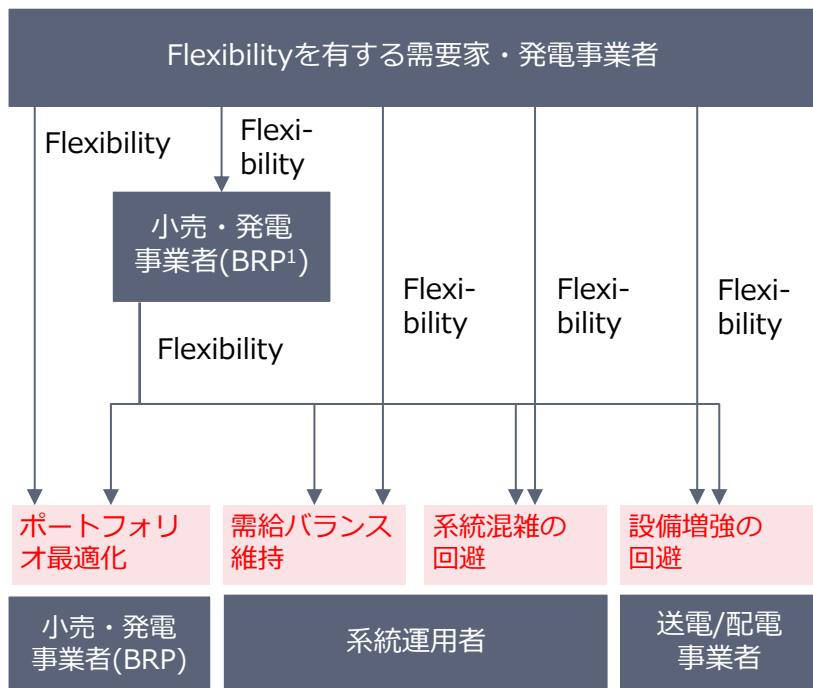 Flexibilityを有する需要家・発電事業者
Flexibility
Flexi-
bility
小売・発電
事業者(BRP¹)
Flexi-
bility
Flexi-
bility
Flexi-
bility
Flexibility
ポートフォリ
オ最適化
需給バランス
維持
系統混雑の
回避
設備増強の
回避
小売・発電
事業者(BRP)
系統運用者
送電/配電
事業者